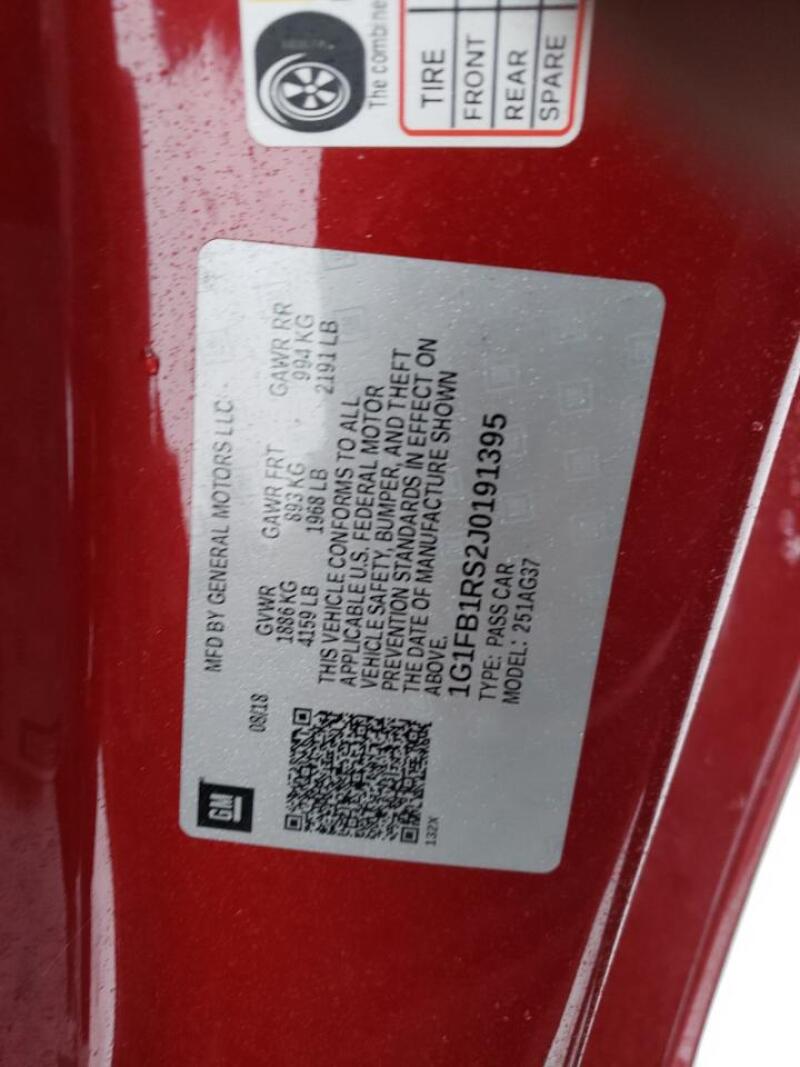 The combine
TIRE
FRONT
REAR
SPARE
GM
MFD BY GENERAL MOTORS LLC
08/18
GVWR GAWR FRT GAWR RR
1886 KG 893 KG 994 KG
4159 LB 1968 LB 2191 LB
THIS VEHICLE CONFORMS TO ALL
APPLICABLE U.S. FEDERAL MOTOR
VEHICLE SAFETY, BUMPER, AND THEFT
PREVENTION STANDARDS IN EFFECT ON
THE DATE OF MANUFACTURE SHOWN
ABOVE.
1G1FB1RS2J0191395
TYPE: PASS CAR
MODEL: 251AG37
132X